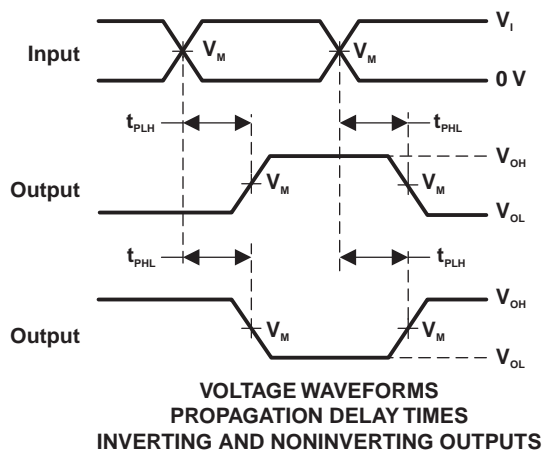 V_I
Input V_M V_M
0 V
t_PLH t_PHL
V_OH
Output V_M V_M
V_OL
t_PHL t_PLH
V_OH
Output V_M V_M
V_OL
VOLTAGE WAVEFORMS
PROPAGATION DELAY TIMES
INVERTING AND NONINVERTING OUTPUTS